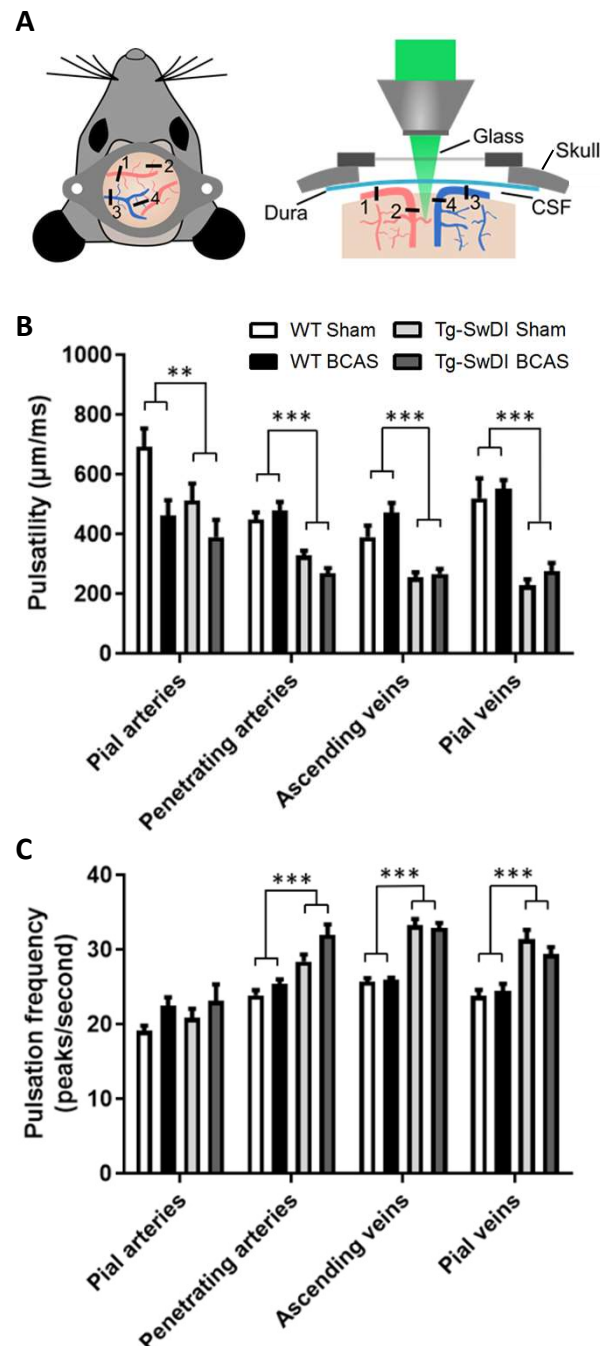 A
1
2
3
4
Glass
Skull
Dura
CSF
1
2
4
3
B
WT Sham
Tg-SwDI Sham
WT BCAS
Tg-SwDI BCAS
Pulsatility (µm/ms)
1000
800
600
400
200
0
**
***
***
***
Pial arteries
Penetrating arteries
Ascending veins
Pial veins
C
Pulsation frequency
(peaks/second)
40
30
20
10
0
***
***
***
Pial arteries
Penetrating arteries
Ascending veins
Pial veins